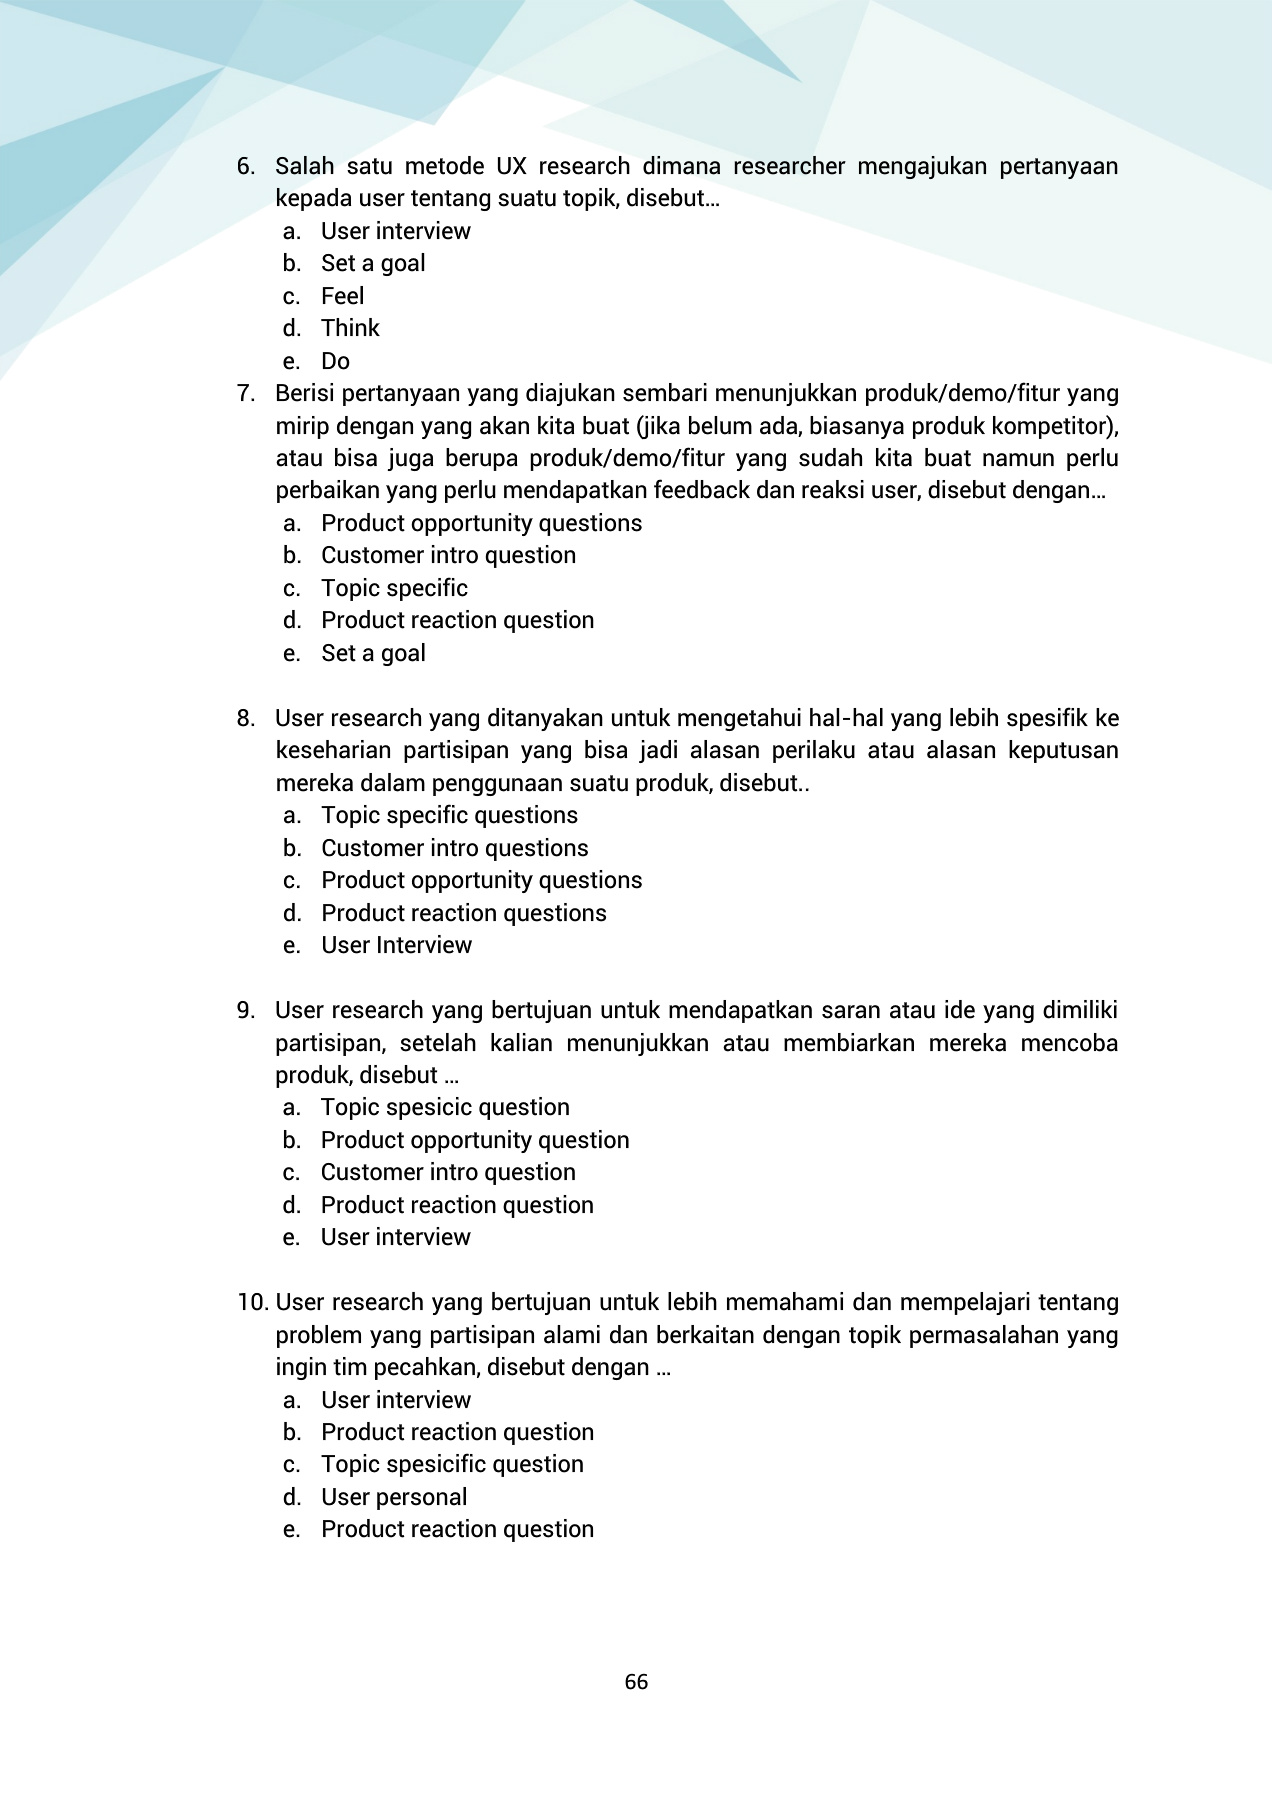 6. Salah satu metode UX research dimana researcher mengajukan pertanyaan
kepada user tentang suatu topik, disebut...
a. User interview
b. Set a goal
c. Feel
d. Think
e. Do
7. Berisi pertanyaan yang diajukan sembari menunjukkan produk/demo/fitur yang
mirip dengan yang akan kita buat (jika belum ada, biasanya produk kompetitor),
atau bisa juga berupa produk/demo/fitur yang sudah kita buat namun perlu
perbaikan yang perlu mendapatkan feedback dan reaksi user, disebut dengan...
a. Product opportunity questions
b. Customer intro question
c. Topic specific
d. Product reaction question
e. Set a goal
8. User research yang ditanyakan untuk mengetahui hal-hal yang lebih spesifik ke
keseharian partisipan yang bisa jadi alasan perilaku atau alasan keputusan
mereka dalam penggunaan suatu produk, disebut..
a. Topic specific questions
b. Customer intro questions
c. Product opportunity questions
d. Product reaction questions
e. User Interview
9. User research yang bertujuan untuk mendapatkan saran atau ide yang dimiliki
partisipan, setelah kalian menunjukkan atau membiarkan mereka mencoba
produk, disebut ...
a. Topic spesicic question
b. Product opportunity question
c. Customer intro question
d. Product reaction question
e. User interview
10. User research yang bertujuan untuk lebih memahami dan mempelajari tentang
problem yang partisipan alami dan berkaitan dengan topik permasalahan yang
ingin tim pecahkan, disebut dengan ...
a. User interview
b. Product reaction question
c. Topic spesicific question
d. User personal
e. Product reaction question
66